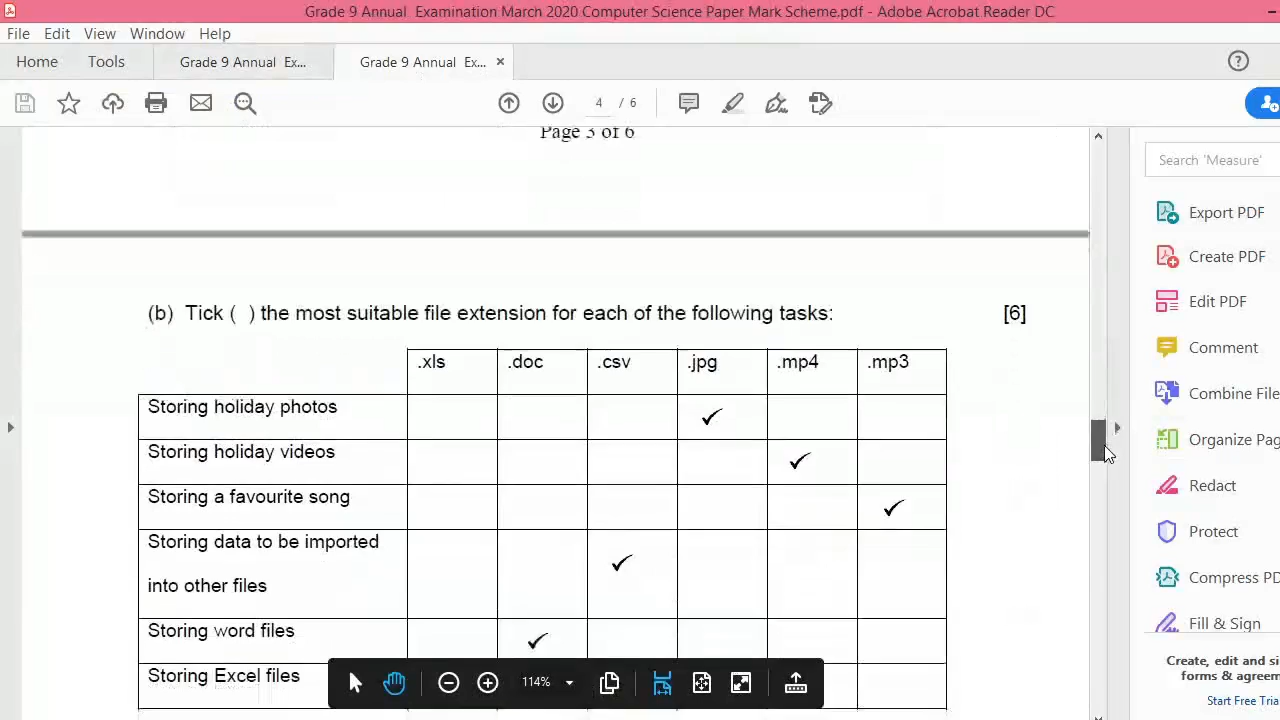 Grade 9 Annual  Examination March 2020 Computer Science Paper Mark Scheme.pdf - Adobe Acrobat Reader DC
File Edit View Window Help
Home Tools Grade 9 Annual  Ex... Grade 9 Annual  Ex... ×
4 / 6
Page 3 of 6
Search 'Measure'
Export PDF
Create PDF
Edit PDF
Comment
Combine File
Organize Pag
Redact
Protect
Compress PD
Fill & Sign
Create, edit and si
forms & agreem
Start Free Tria
(b) Tick ( ) the most suitable file extension for each of the following tasks: [6]
.xls .doc .csv .jpg .mp4 .mp3
Storing holiday photos ✓
Storing holiday videos ✓
Storing a favourite song ✓
Storing data to be imported
into other files ✓
Storing word files ✓
Storing Excel files
114%